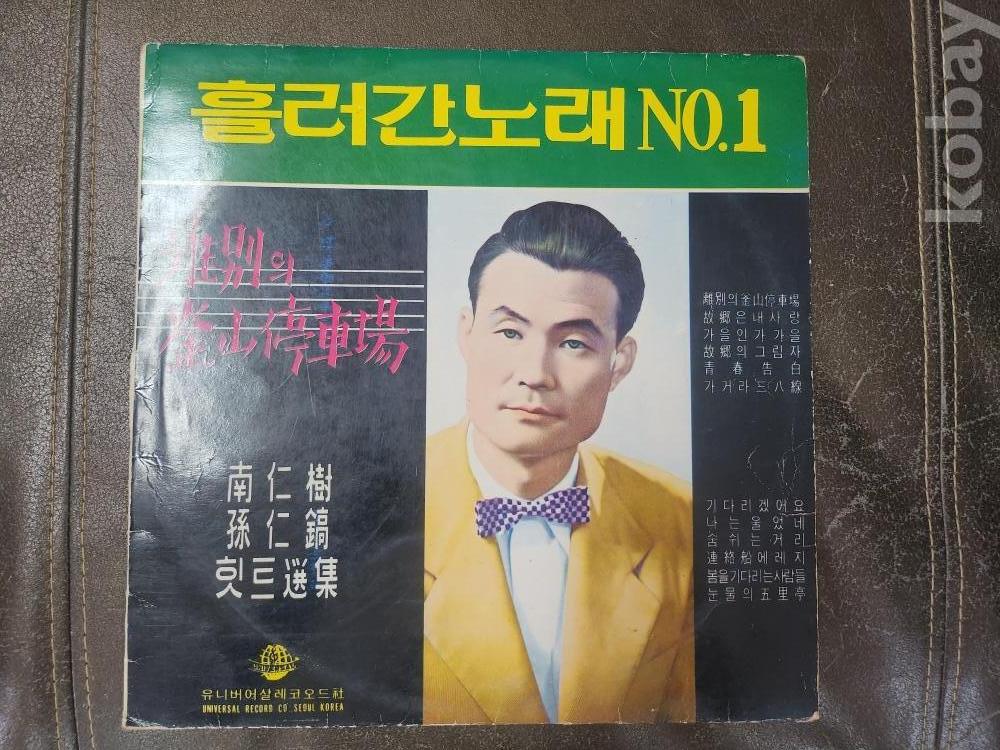 흘러간노래 NO.1
離別의
釜山停車場
南仁樹
孫仁鎬
힛트選集
유니버어살레코오드社
UNIVERSAL RECORD CO. SEOUL KOREA
離別의釜山停車場
故鄕은내사랑
가을인가가을
故鄕의그림자
青春告白
가거라三八線
기다리겠어요
나는울었네
숨쉬는거리
連絡船에레지
봄을기다리는사람들
눈물의五里亭
kobay